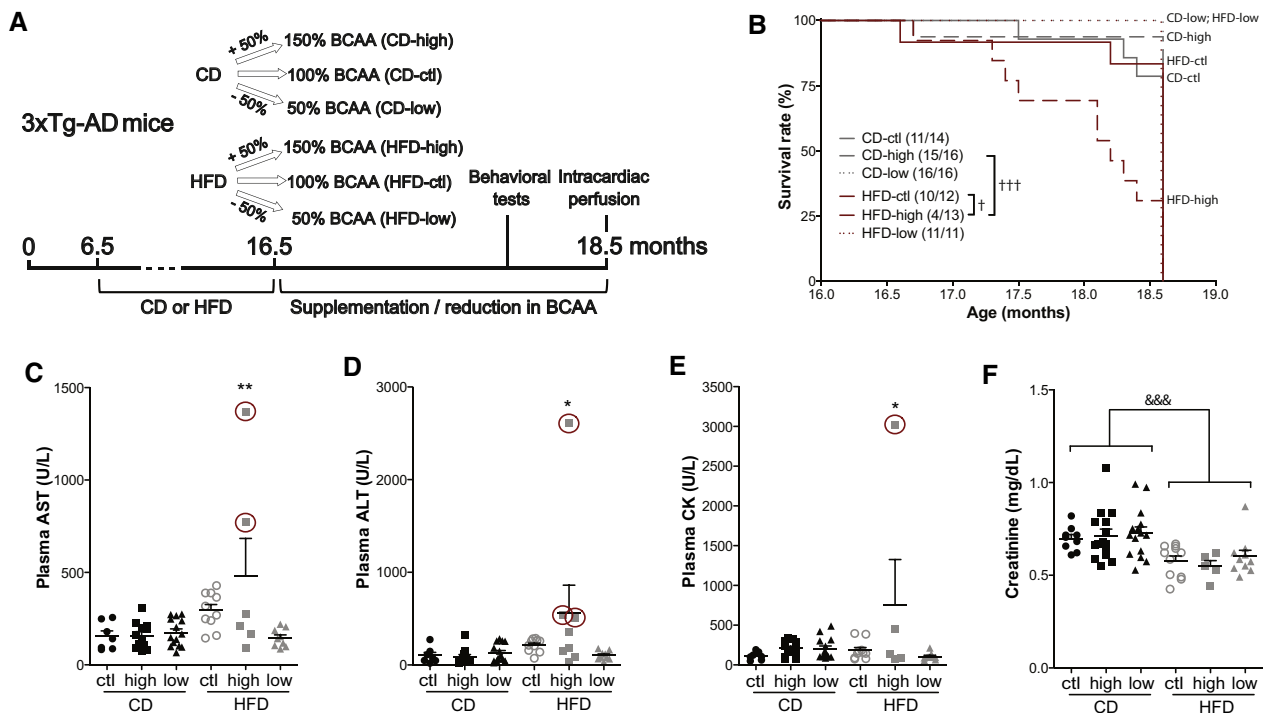 A
+ 50%
150% BCAA (CD-high)
CD
100% BCAA (CD-ctl)
- 50%
50% BCAA (CD-low)
3xTg-AD mice
+ 50%
150% BCAA (HFD-high)
HFD
100% BCAA (HFD-ctl)
- 50%
50% BCAA (HFD-low)
Behavioral
tests
Intracardiac
perfusion
0
6.5
16.5
18.5 months
CD or HFD
Supplementation / reduction in BCAA
B
Survival rate (%)
100
75
50
25
0
16.0
16.5
17.0
17.5
18.0
18.5
19.0
Age (months)
CD-low; HFD-low
CD-high
HFD-ctl
CD-ctl
HFD-high
CD-ctl (11/14)
CD-high (15/16)
CD-low (16/16)
HFD-ctl (10/12)
HFD-high (4/13)
HFD-low (11/11)
†
†††
C
Plasma AST (U/L)
1500
1000
500
0
**
ctl high low ctl high low
CD HFD
D
Plasma ALT (U/L)
3000
2000
1000
0
*
ctl high low ctl high low
CD HFD
E
Plasma CK (U/L)
3500
3000
2500
2000
1500
1000
500
0
*
ctl high low ctl high low
CD HFD
F
Creatinine (mg/dL)
1.5
1.0
0.5
0.0
&&&
ctl high low ctl high low
CD HFD